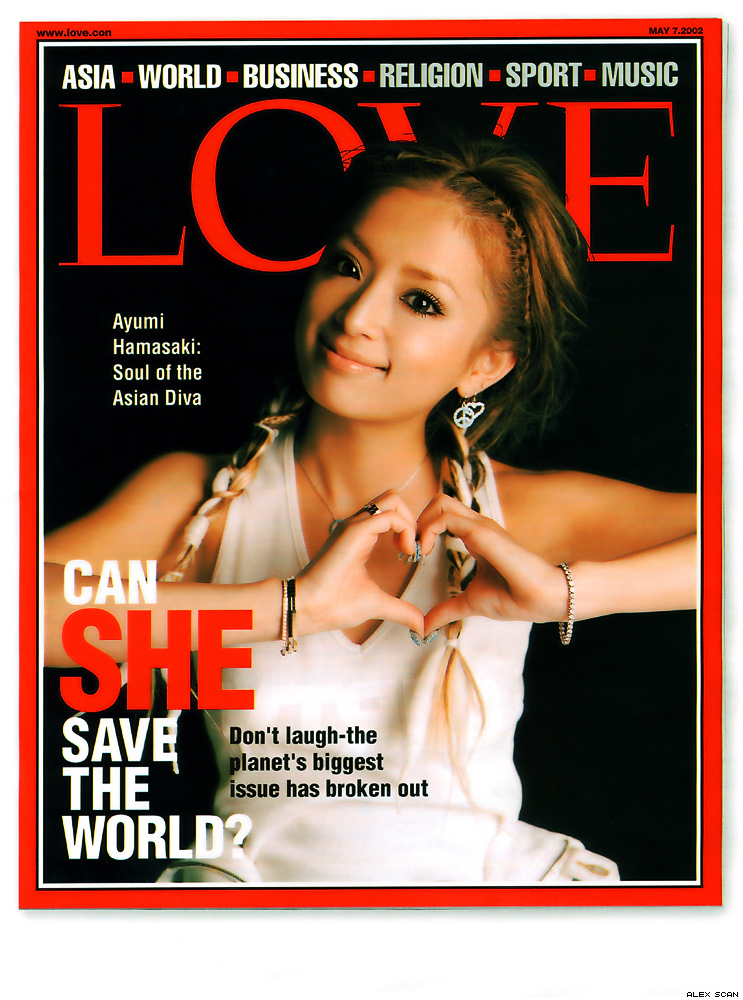 www.love.con
MAY 7.2002
ASIA ▪ WORLD ▪ BUSINESS ▪ RELIGION ▪ SPORT ▪ MUSIC
LOVE
Ayumi
Hamasaki:
Soul of the
Asian Diva
CAN
SHE
SAVE
THE
WORLD?
Don't laugh-the
planet's biggest
issue has broken out
ALEX SCAN